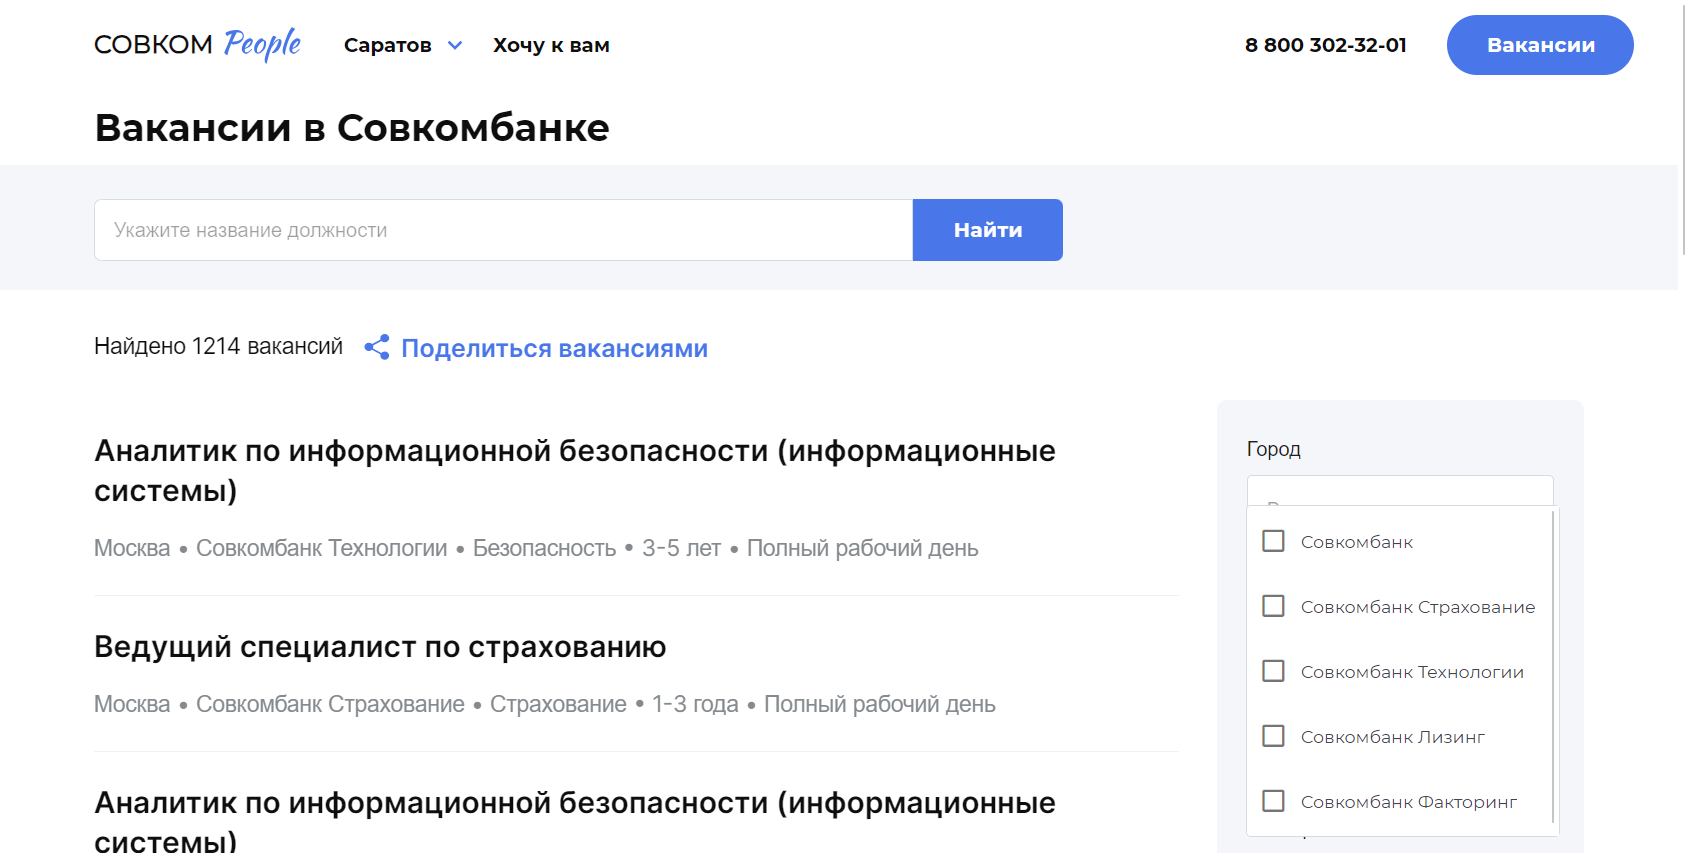 СОВКОМ People
Саратов
Хочу к вам
8 800 302-32-01
Вакансии
Вакансии в Совкомбанке
Укажите название должности
Найти
Найдено 1214 вакансий
Поделиться вакансиями
Аналитик по информационной безопасности (информационные
системы)
Москва • Совкомбанк Технологии • Безопасность • 3-5 лет • Полный рабочий день
Ведущий специалист по страхованию
Москва • Совкомбанк Страхование • Страхование • 1-3 года • Полный рабочий день
Аналитик по информационной безопасности (информационные
системы)
Город
Совкомбанк
Совкомбанк Страхование
Совкомбанк Технологии
Совкомбанк Лизинг
Совкомбанк Факторинг